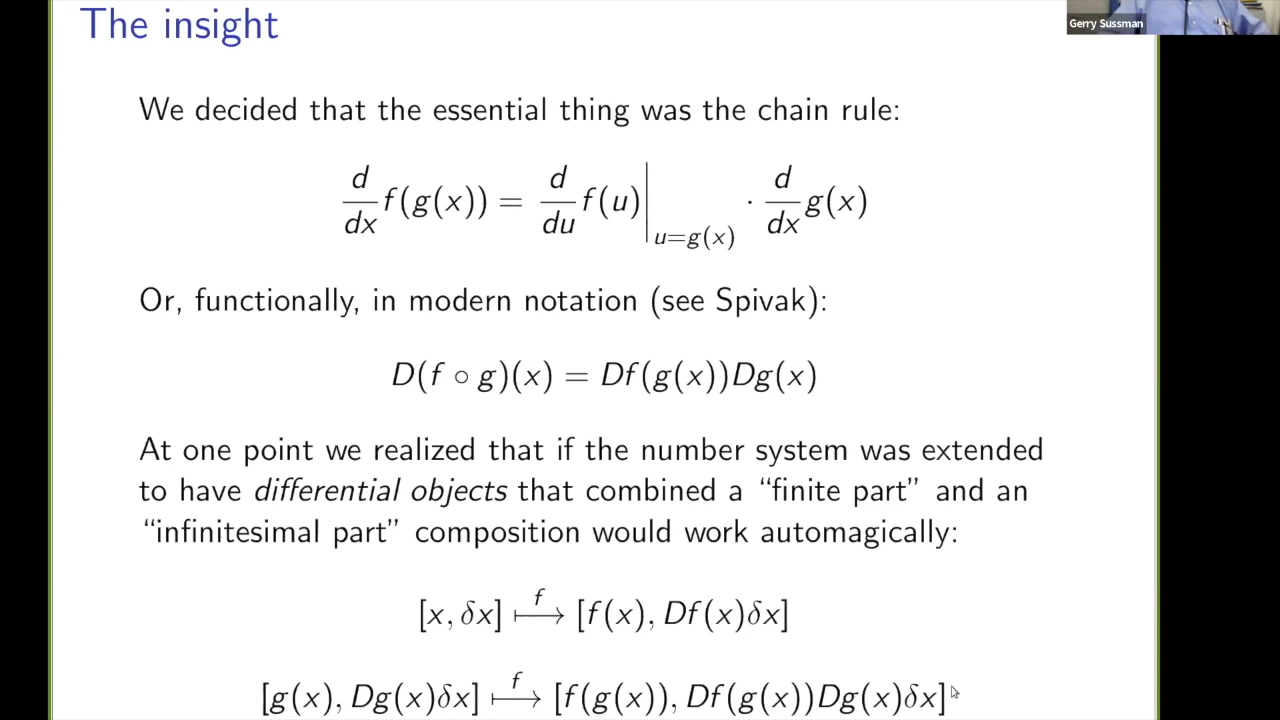 The insight
Gerry Sussman
We decided that the essential thing was the chain rule:
d/dx f(g(x)) = d/du f(u)|u=g(x) · d/dx g(x)
Or, functionally, in modern notation (see Spivak):
D(f ∘ g)(x) = Df(g(x))Dg(x)
At one point we realized that if the number system was extended
to have differential objects that combined a “finite part” and an
“infinitesimal part” composition would work automagically:
[x, δx] ⟼f [f(x), Df(x)δx]
[g(x), Dg(x)δx] ⟼f [f(g(x)), Df(g(x))Dg(x)δx]